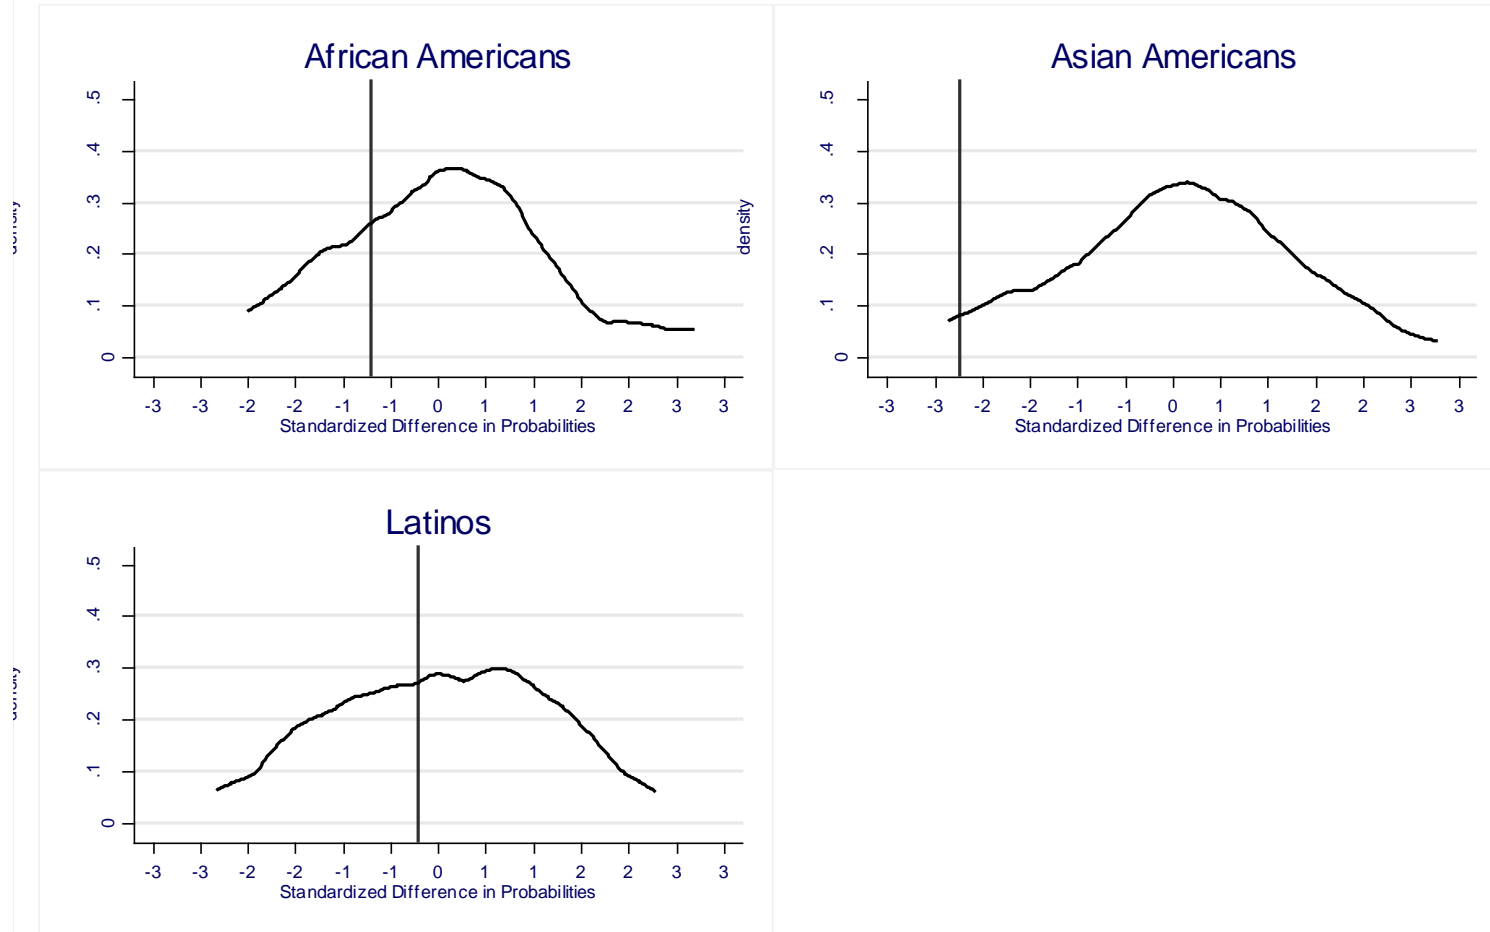 African Americans
.5
.4
.3
.2
.1
0
-3 -3 -2 -2 -1 -1 0 1 1 2 2 3 3
Standardized Difference in Probabilities
Asian Americans
density
.5
.4
.3
.2
.1
0
-3 -3 -2 -2 -1 -1 0 1 1 2 2 3 3
Standardized Difference in Probabilities
Latinos
.5
.4
.3
.2
.1
0
-3 -3 -2 -2 -1 -1 0 1 1 2 2 3 3
Standardized Difference in Probabilities